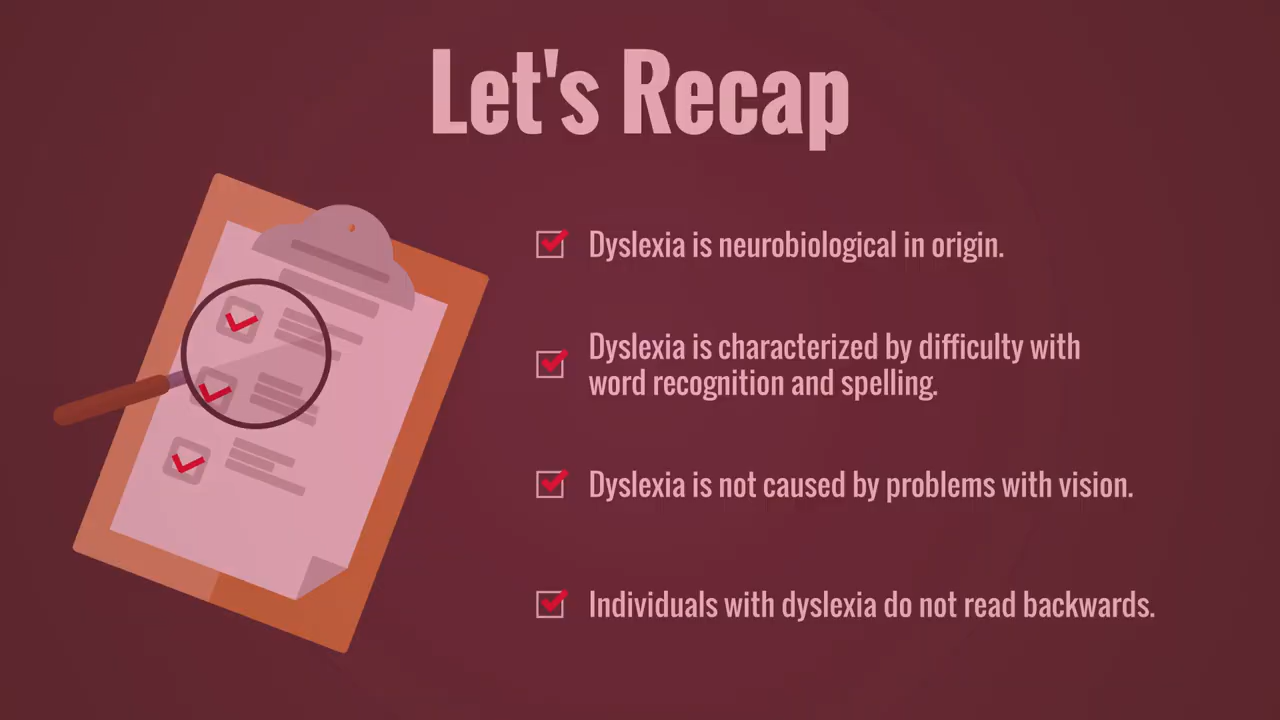 Let's Recap
Dyslexia is neurobiological in origin.
Dyslexia is characterized by difficulty with
word recognition and spelling.
Dyslexia is not caused by problems with vision.
Individuals with dyslexia do not read backwards.